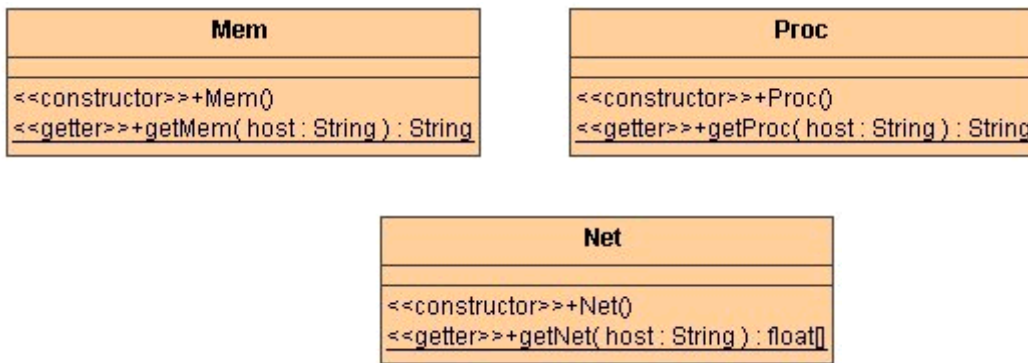 Mem
<<constructor>>+Mem()
<<getter>>+getMem( host : String ) : String
Proc
<<constructor>>+Proc()
<<getter>>+getProc( host : String ) : String
Net
<<constructor>>+Net()
<<getter>>+getNet( host : String ) : float[]